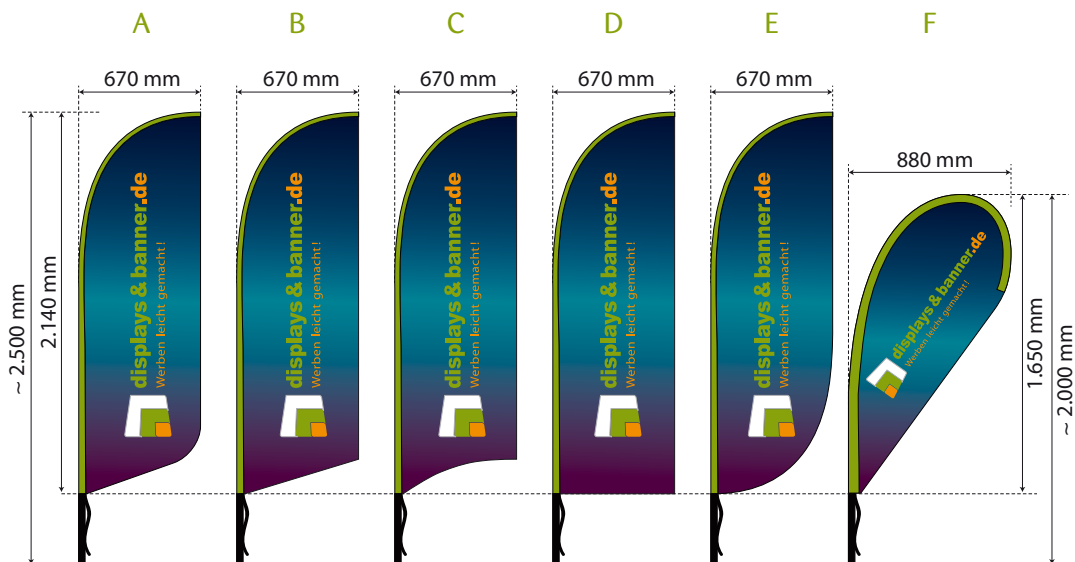 A B C D E F
670 mm 670 mm 670 mm 670 mm 670 mm
880 mm
~ 2.500 mm
2.140 mm
displays & banner.de
Werben leicht gemacht!
displays & banner.de
Werben leicht gemacht!
displays & banner.de
Werben leicht gemacht!
displays & banner.de
Werben leicht gemacht!
displays & banner.de
Werben leicht gemacht!
displays & banner.de
Werben leicht gemacht!
1.650 mm
~ 2.000 mm